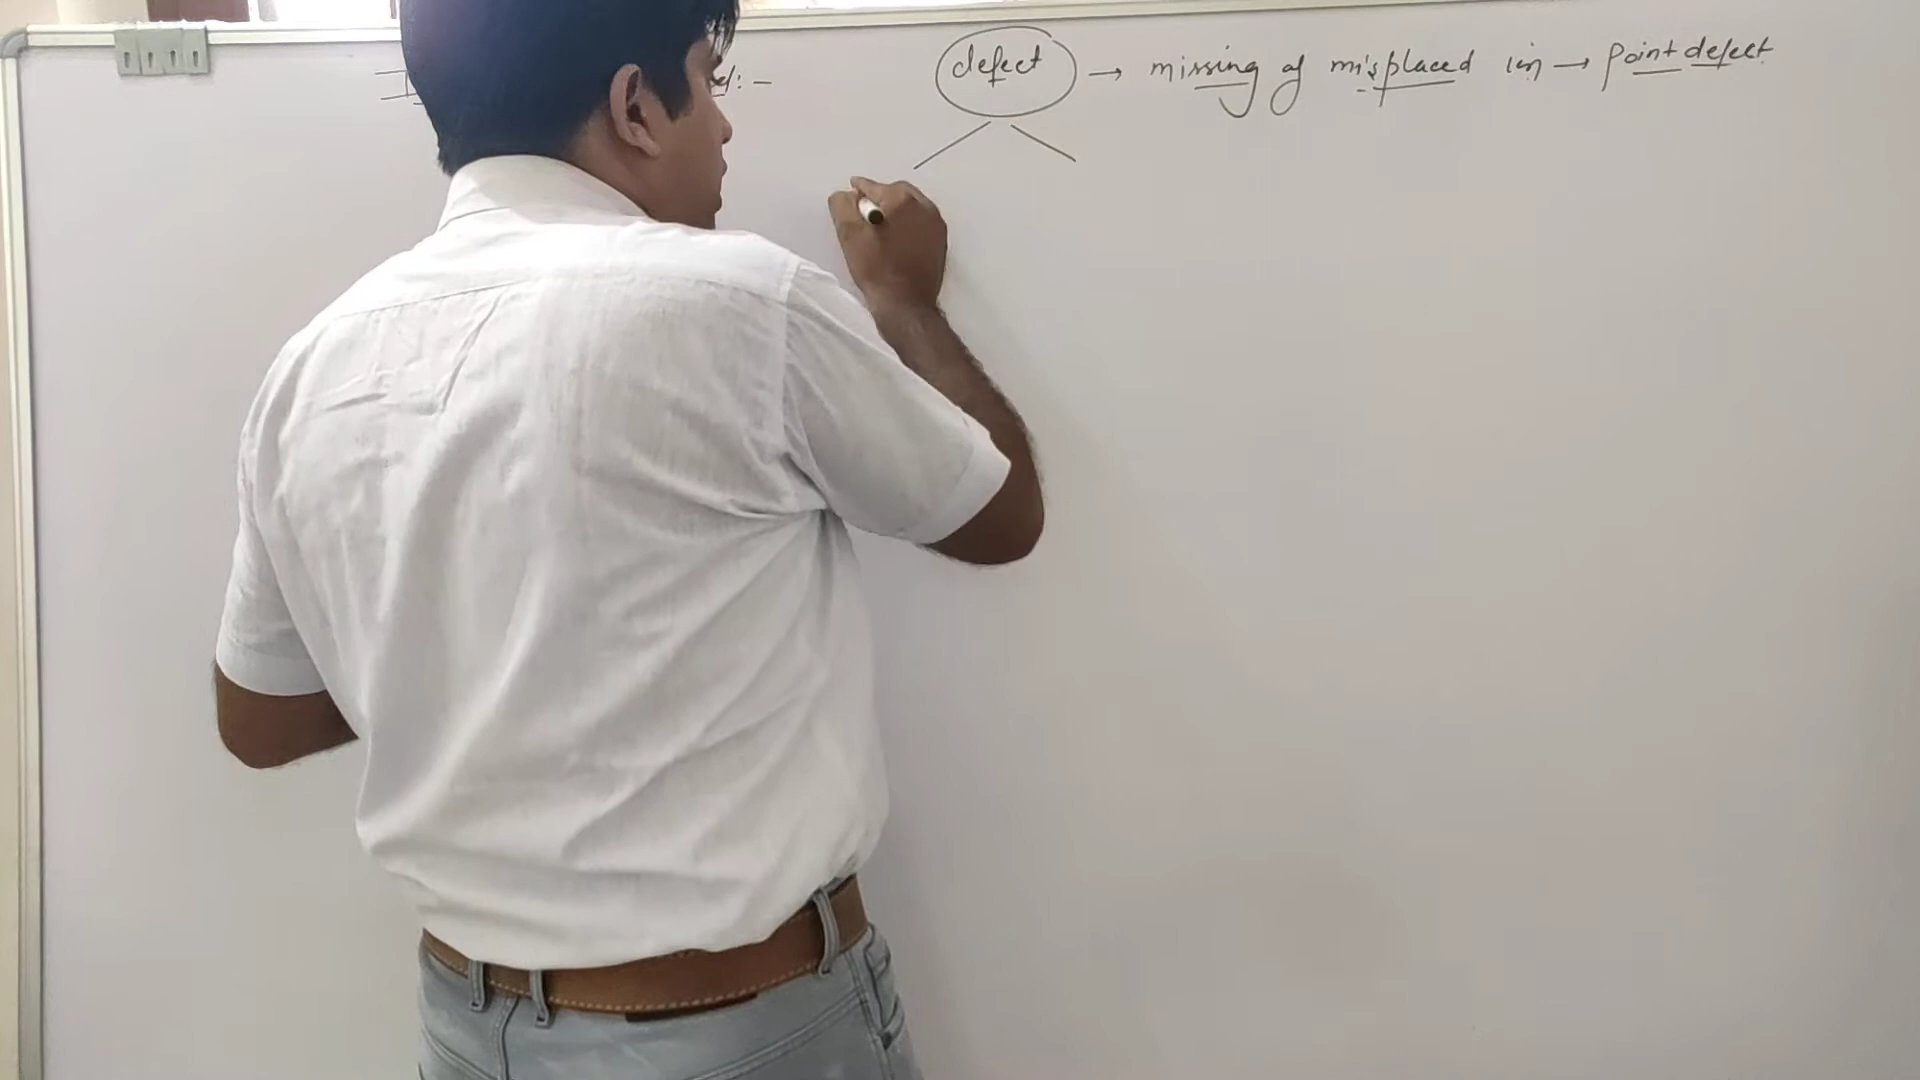 defect → missing of misplaced ion → point defect